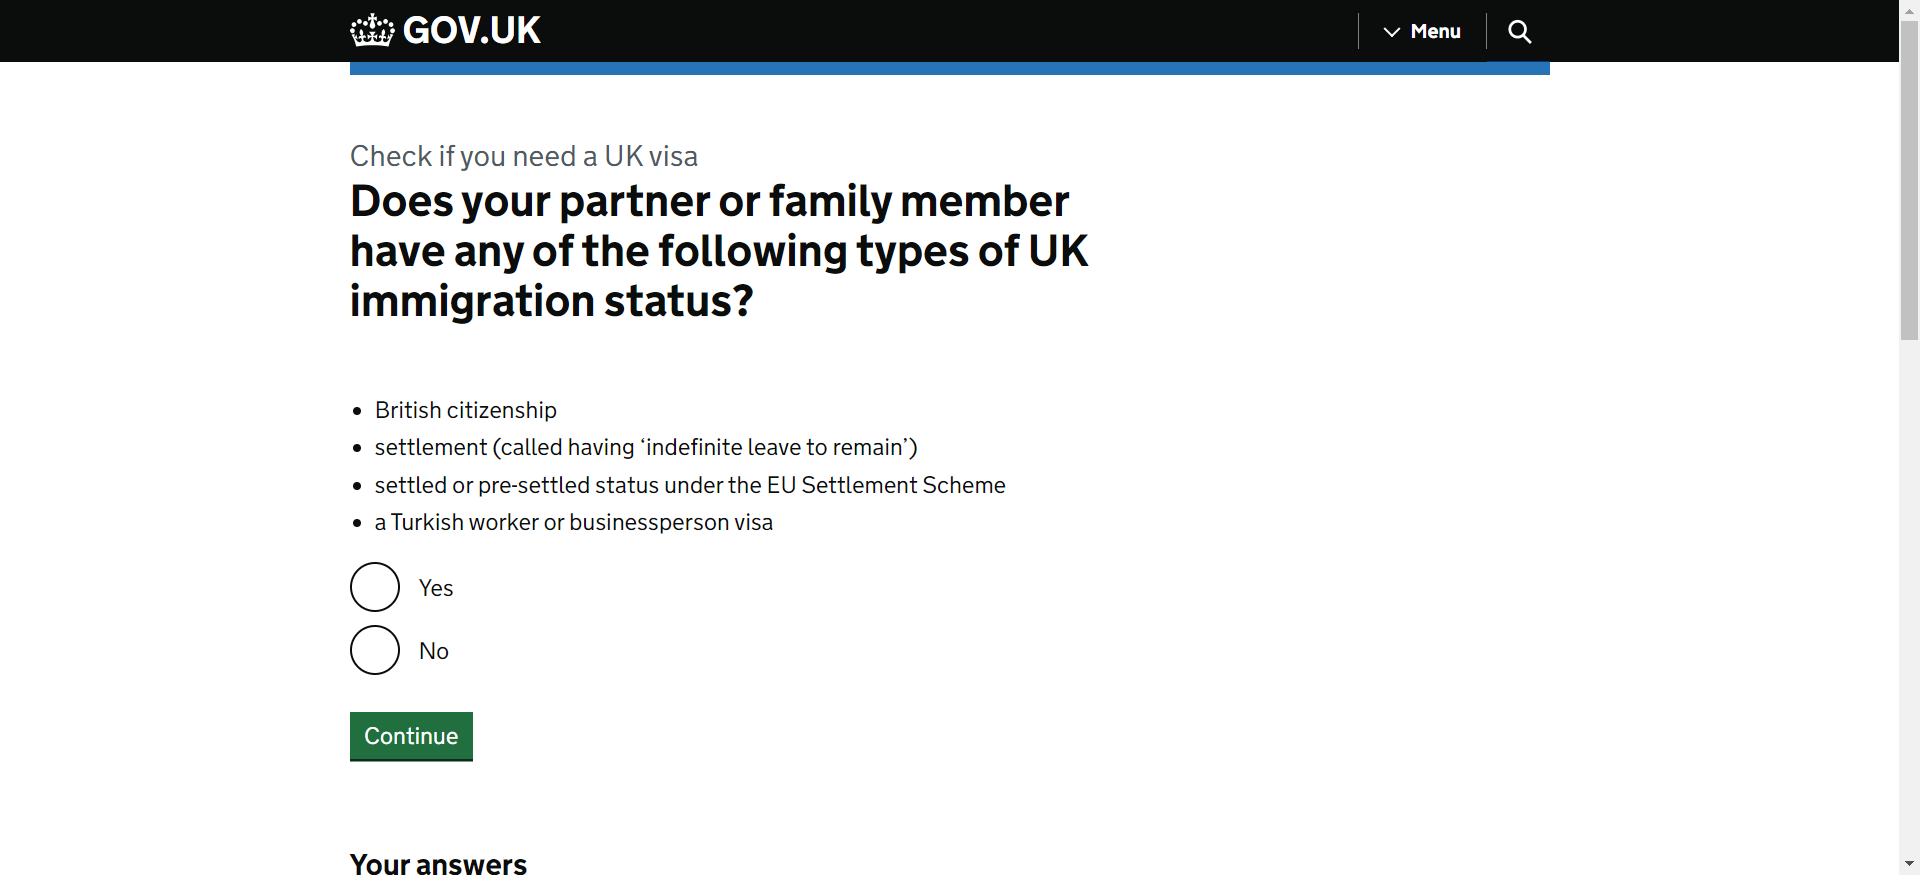 GOV.UK
Menu
Check if you need a UK visa
Does your partner or family member
have any of the following types of UK
immigration status?
• British citizenship
• settlement (called having ‘indefinite leave to remain’)
• settled or pre-settled status under the EU Settlement Scheme
• a Turkish worker or businessperson visa
Yes
No
Continue
Your answers